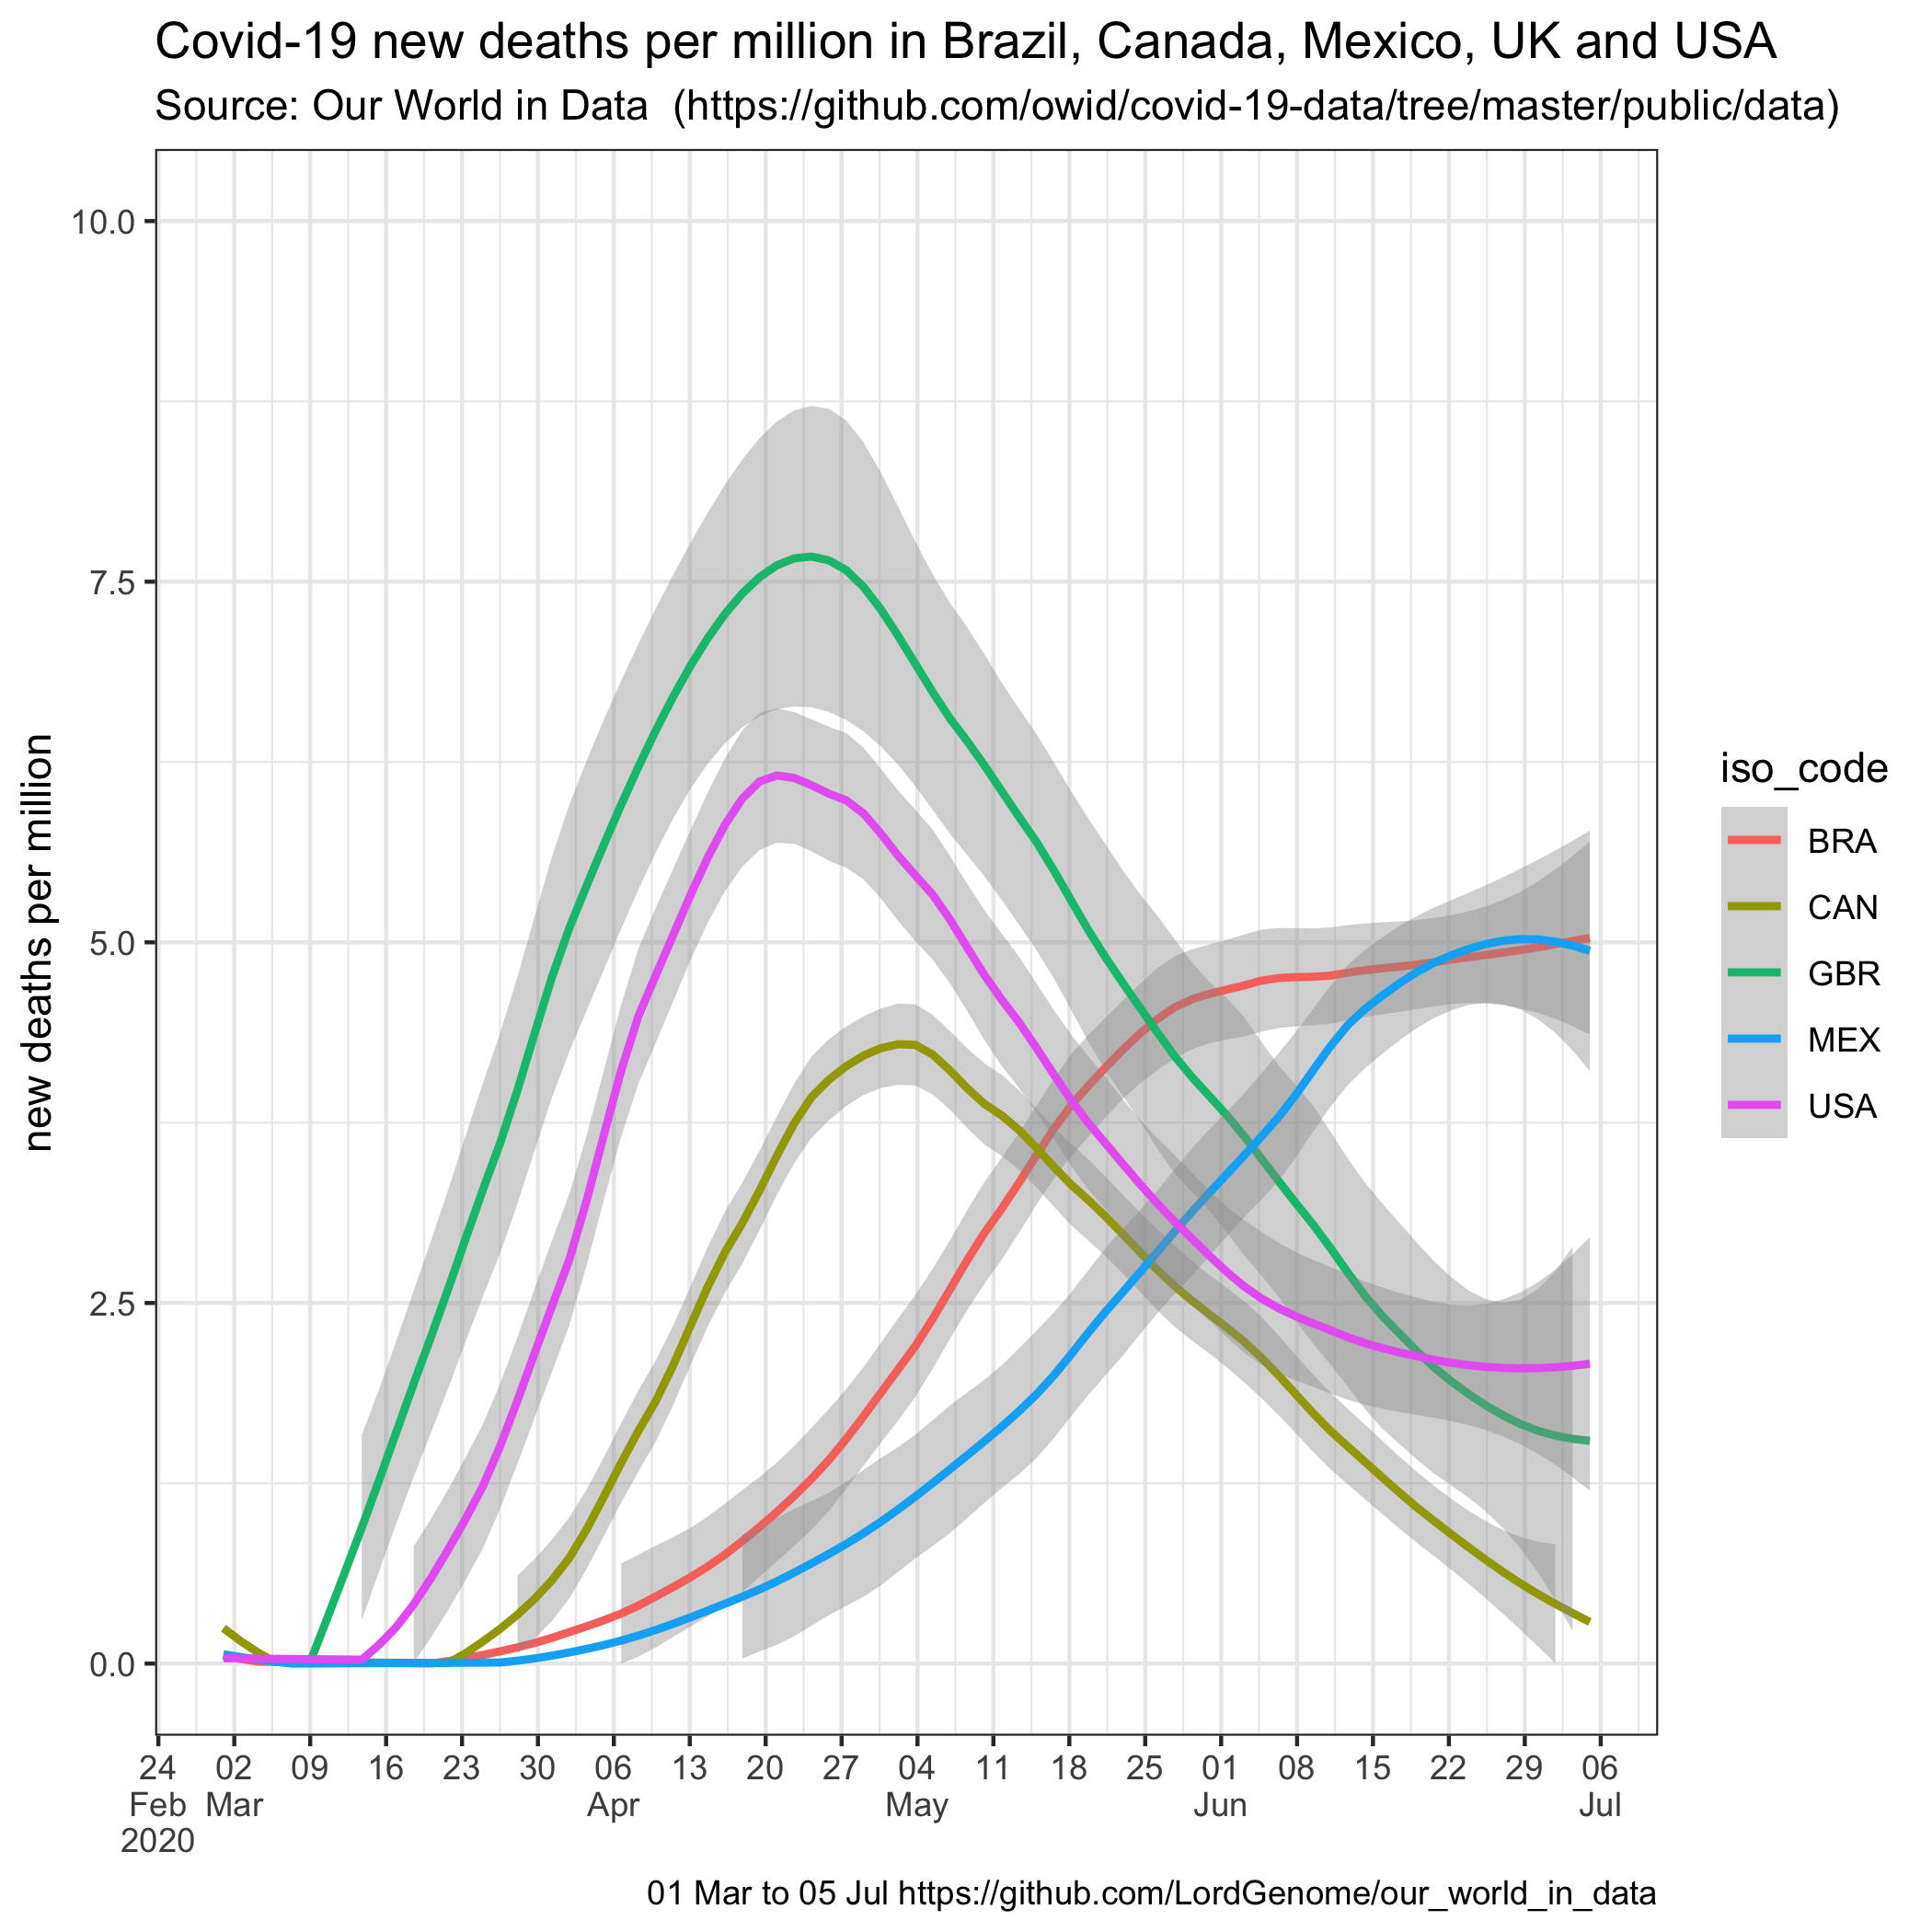 Covid-19 new deaths per million in Brazil, Canada, Mexico, UK and USA
Source: Our World in Data  (https://github.com/owid/covid-19-data/tree/master/public/data)
new deaths per million
10.0
7.5
5.0
2.5
0.0
24 02 09 16 23 30 06 13 20 27 04 11 18 25 01 08 15 22 29 06
Feb Mar Apr May Jun Jul
2020
iso_code
BRA
CAN
GBR
MEX
USA
01 Mar to 05 Jul https://github.com/LordGenome/our_world_in_data